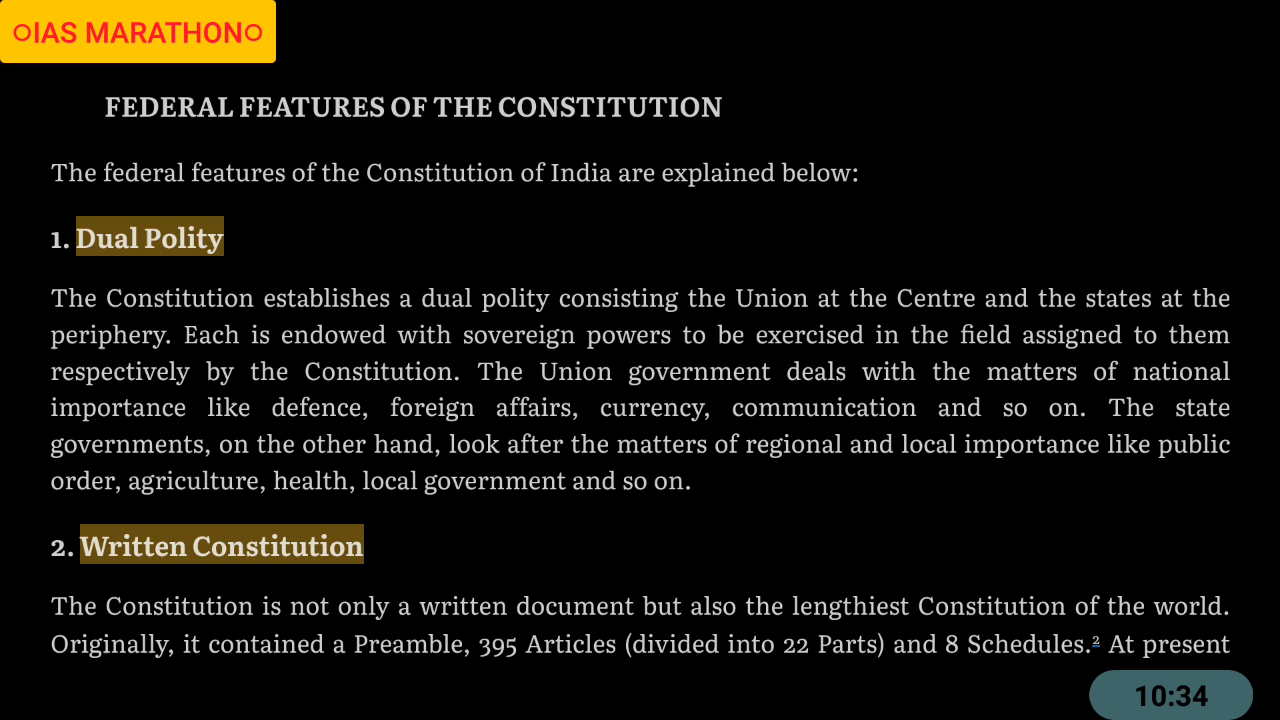 ○IAS MARATHON○
FEDERAL FEATURES OF THE CONSTITUTION
The federal features of the Constitution of India are explained below:
1. Dual Polity
The Constitution establishes a dual polity consisting the Union at the Centre and the states at the
periphery. Each is endowed with sovereign powers to be exercised in the field assigned to them
respectively by the Constitution. The Union government deals with the matters of national
importance like defence, foreign affairs, currency, communication and so on. The state
governments, on the other hand, look after the matters of regional and local importance like public
order, agriculture, health, local government and so on.
2. Written Constitution
The Constitution is not only a written document but also the lengthiest Constitution of the world.
Originally, it contained a Preamble, 395 Articles (divided into 22 Parts) and 8 Schedules.² At present
10:34